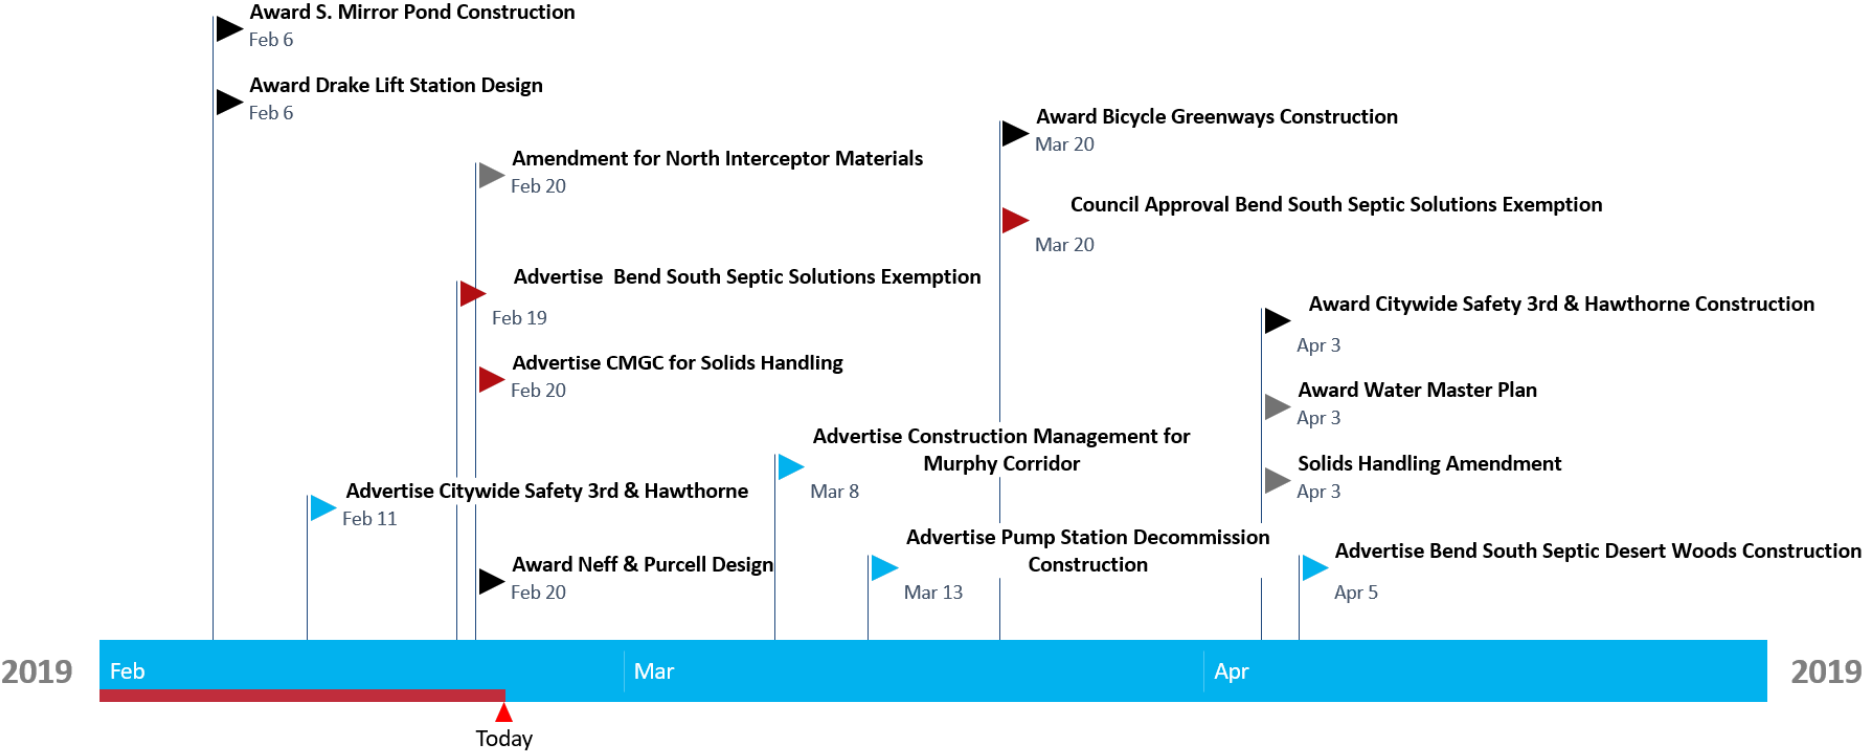 Award S. Mirror Pond Construction
Feb 6
Award Drake Lift Station Design
Feb 6
Award Bicycle Greenways Construction
Mar 20
Amendment for North Interceptor Materials
Feb 20
Council Approval Bend South Septic Solutions Exemption
Mar 20
Advertise  Bend South Septic Solutions Exemption
Feb 19
Award Citywide Safety 3rd & Hawthorne Construction
Apr 3
Advertise CMGC for Solids Handling
Feb 20
Award Water Master Plan
Apr 3
Advertise Construction Management for
Murphy Corridor
Mar 8
Solids Handling Amendment
Apr 3
Advertise Citywide Safety 3rd & Hawthorne
Feb 11
Advertise Pump Station Decommission
Construction
Mar 13
Advertise Bend South Septic Desert Woods Construction
Apr 5
Award Neff & Purcell Design
Feb 20
2019 Feb Mar Apr 2019
Today